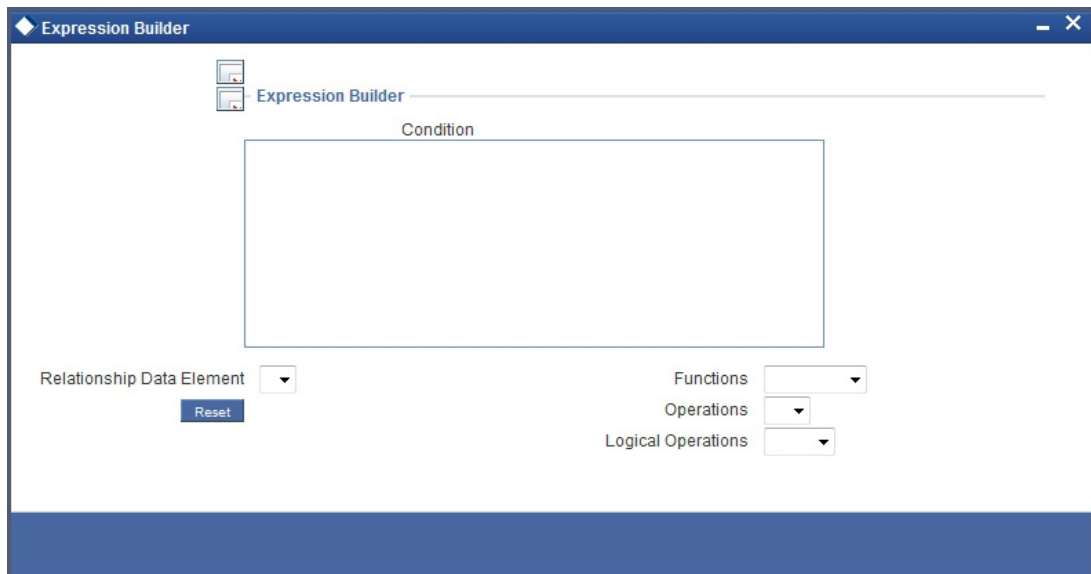 Expression Builder
Expression Builder
Condition
Relationship Data Element
Functions
Reset
Operations
Logical Operations